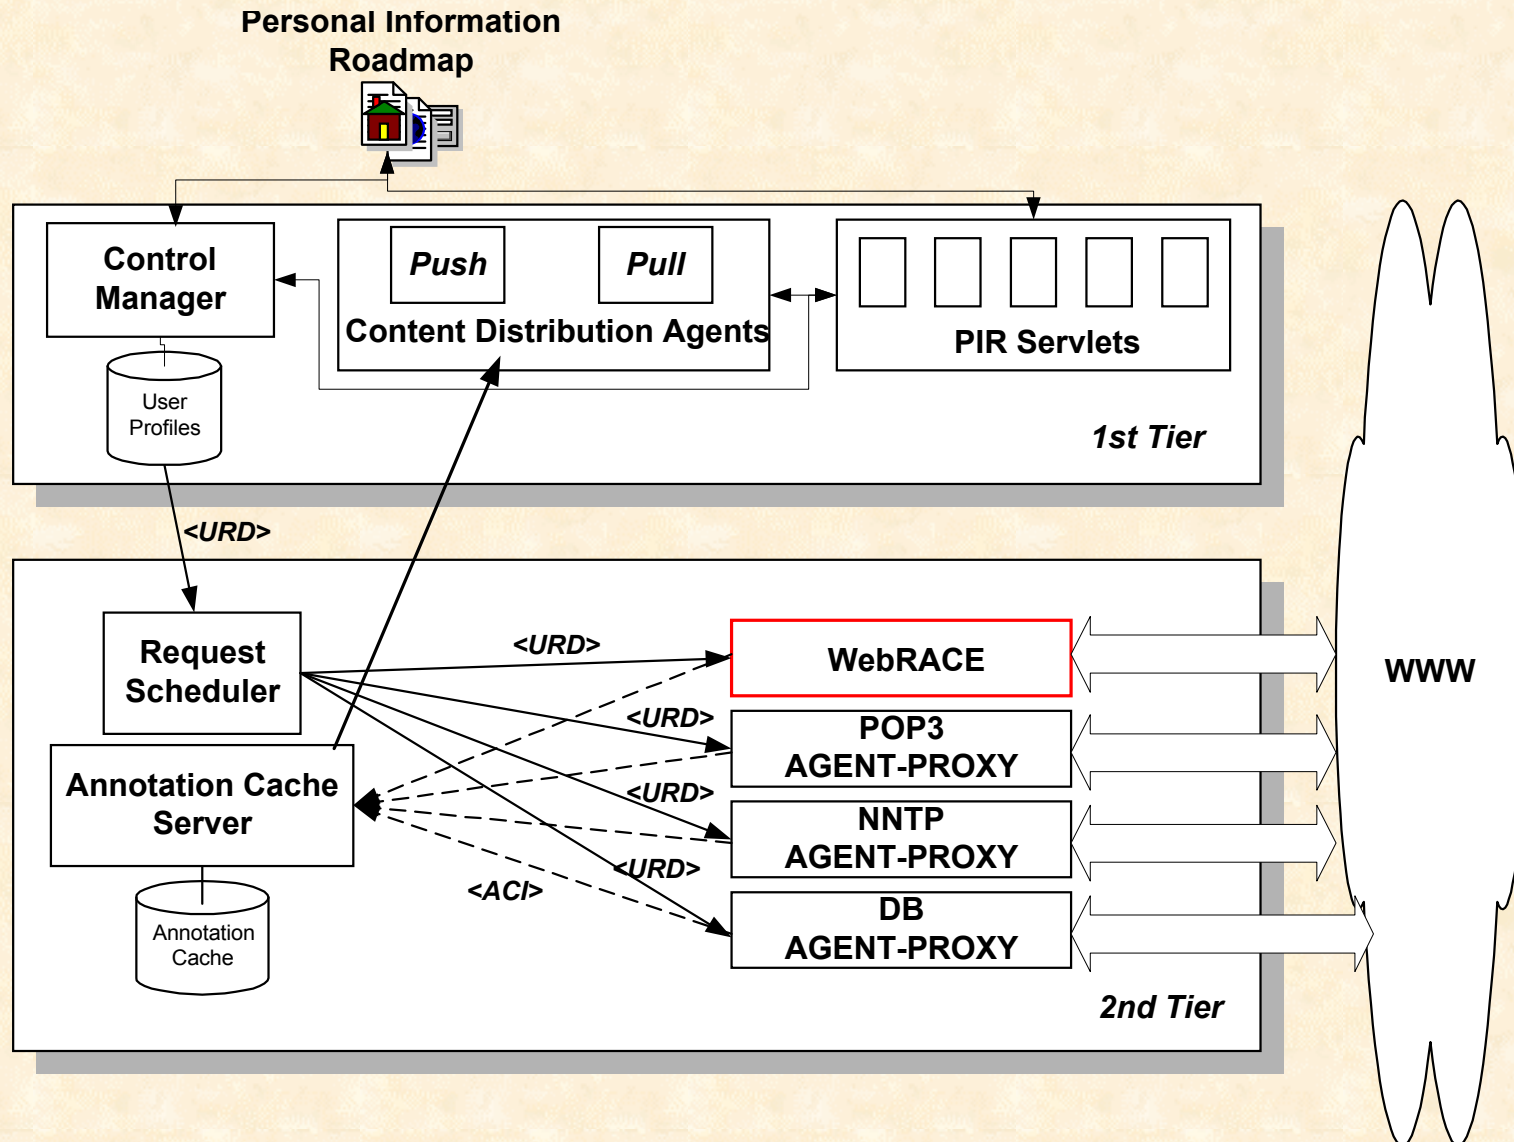 Personal Information
Roadmap
Control
Manager
Push
Pull
Content Distribution Agents
PIR Servlets
User
Profiles
1st Tier
<URD>
Request
Scheduler
<URD>
WebRACE
WWW
<URD>
POP3
AGENT-PROXY
Annotation Cache
Server
<URD>
NNTP
AGENT-PROXY
<URD>
<ACI>
DB
AGENT-PROXY
Annotation
Cache
2nd Tier